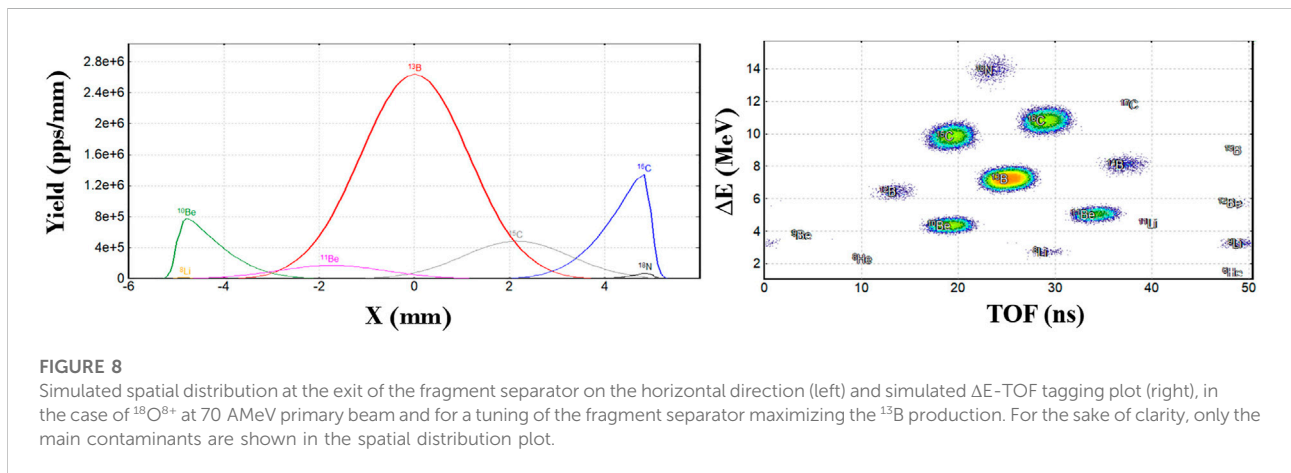 Yield (pps/mm)
2.8e+6
2.4e+6
2e+6
1.6e+6
1.2e+6
8e+5
4e+5
0
-6 -4 -2 0 2 4
X (mm)
¹⁰Be
⁹Li
¹¹Be
¹³B
¹⁵C
¹⁶C
¹⁸N
ΔE (MeV)
14
12
10
8
6
4
2
0 10 20 30 40 50
TOF (ns)
FIGURE 8
Simulated spatial distribution at the exit of the fragment separator on the horizontal direction (left) and simulated ΔE-TOF tagging plot (right), in
the case of ¹⁸O⁸⁺ at 70 AMeV primary beam and for a tuning of the fragment separator maximizing the ¹³B production. For the sake of clarity, only the
main contaminants are shown in the spatial distribution plot.